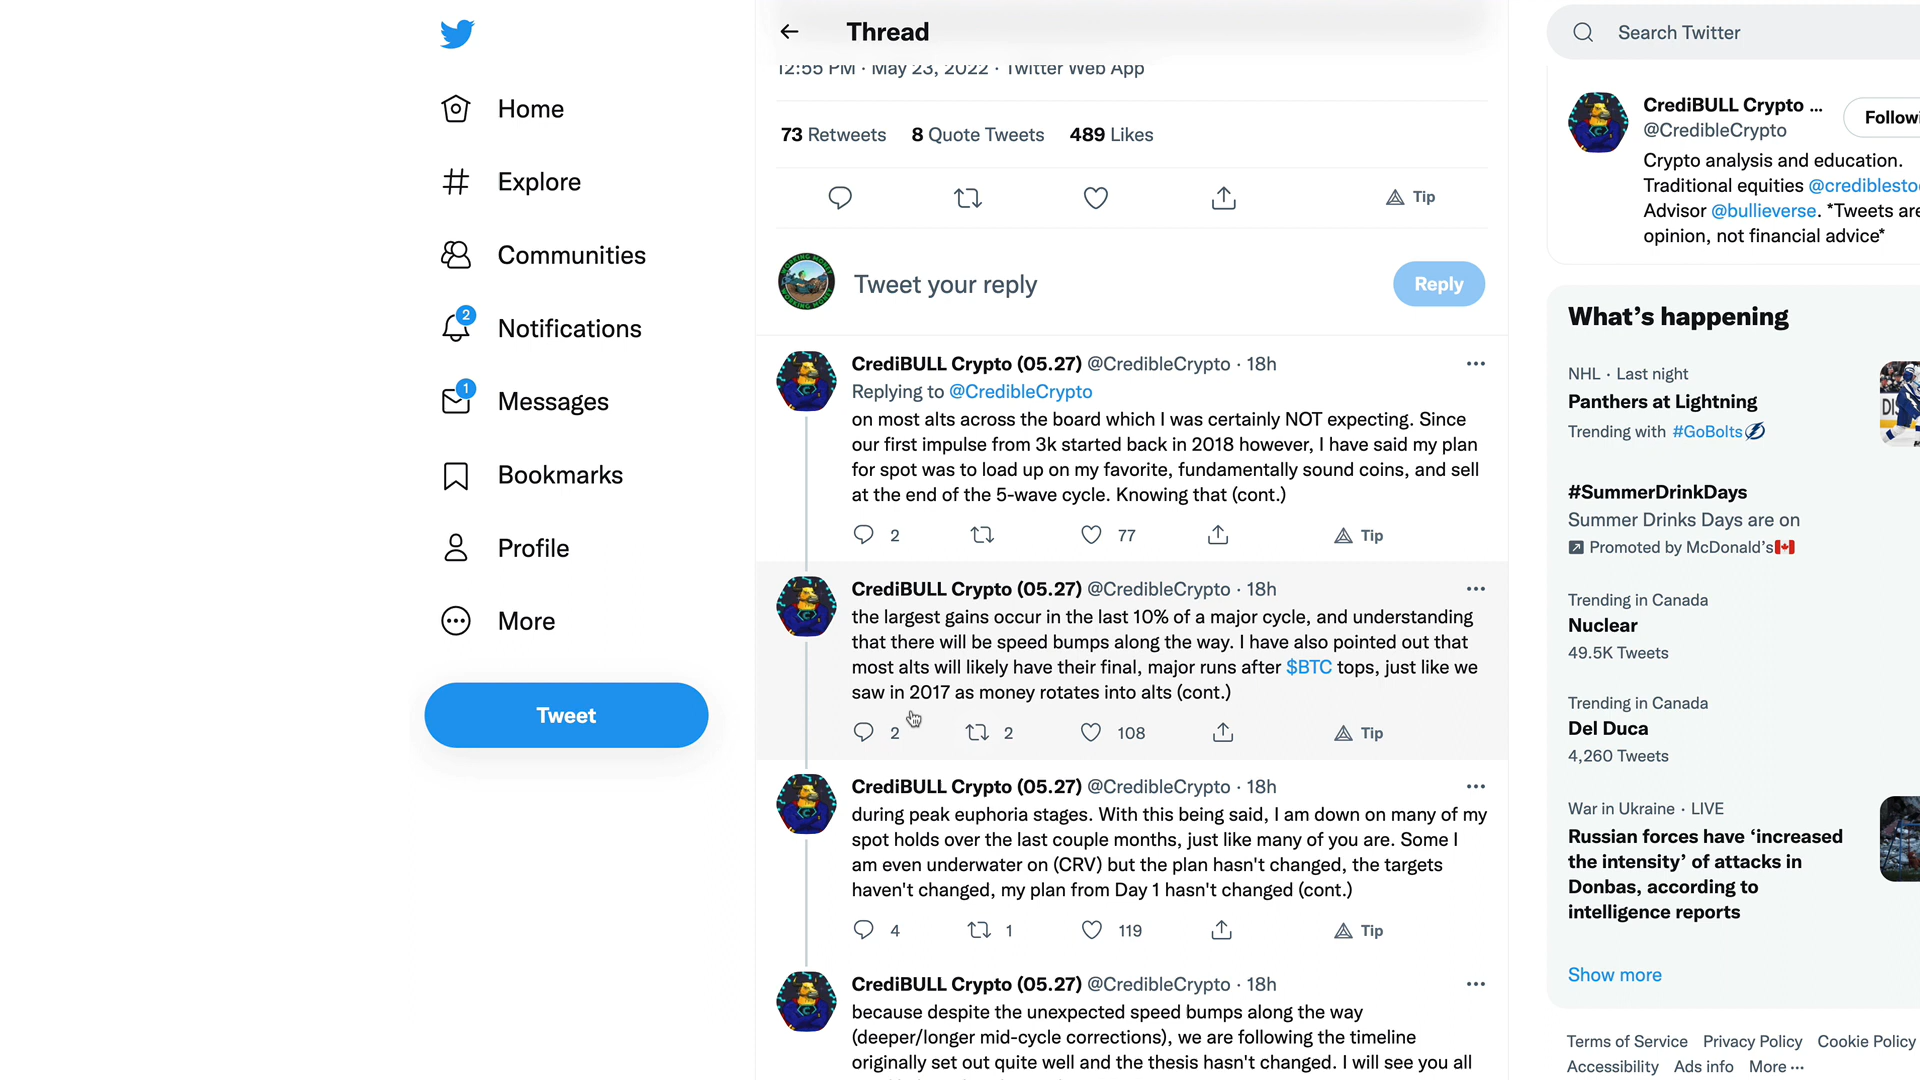 Home
Explore
Communities
2
Notifications
1
Messages
Bookmarks
Profile
More
Tweet
Thread
12:55 PM · May 23, 2022 · Twitter Web App
73 Retweets 8 Quote Tweets 489 Likes
Tip
Tweet your reply
Reply
CrediBULL Crypto (05.27) @CredibleCrypto · 18h
Replying to @CredibleCrypto
on most alts across the board which I was certainly NOT expecting. Since
our first impulse from 3k started back in 2018 however, I have said my plan
for spot was to load up on my favorite, fundamentally sound coins, and sell
at the end of the 5-wave cycle. Knowing that (cont.)
2 77 Tip
CrediBULL Crypto (05.27) @CredibleCrypto · 18h
the largest gains occur in the last 10% of a major cycle, and understanding
that there will be speed bumps along the way. I have also pointed out that
most alts will likely have their final, major runs after $BTC tops, just like we
saw in 2017 as money rotates into alts (cont.)
2 2 108 Tip
CrediBULL Crypto (05.27) @CredibleCrypto · 18h
during peak euphoria stages. With this being said, I am down on many of my
spot holds over the last couple months, just like many of you are. Some I
am even underwater on (CRV) but the plan hasn't changed, the targets
haven't changed, my plan from Day 1 hasn't changed (cont.)
4 1 119 Tip
CrediBULL Crypto (05.27) @CredibleCrypto · 18h
because despite the unexpected speed bumps along the way
(deeper/longer mid-cycle corrections), we are following the timeline
originally set out quite well and the thesis hasn't changed. I will see you all
Search Twitter
CrediBULL Crypto ...
@CredibleCrypto
Followi
Crypto analysis and education.
Traditional equities @crediblesto
Advisor @bullieverse. *Tweets are
opinion, not financial advice*
What's happening
NHL · Last night
Panthers at Lightning
Trending with #GoBolts
#SummerDrinkDays
Summer Drinks Days are on
Promoted by McDonald's
Trending in Canada
Nuclear
49.5K Tweets
Trending in Canada
Del Duca
4,260 Tweets
War in Ukraine · LIVE
Russian forces have ‘increased
the intensity’ of attacks in
Donbas, according to
intelligence reports
Show more
Terms of Service Privacy Policy Cookie Policy
Accessibility Ads info More ...